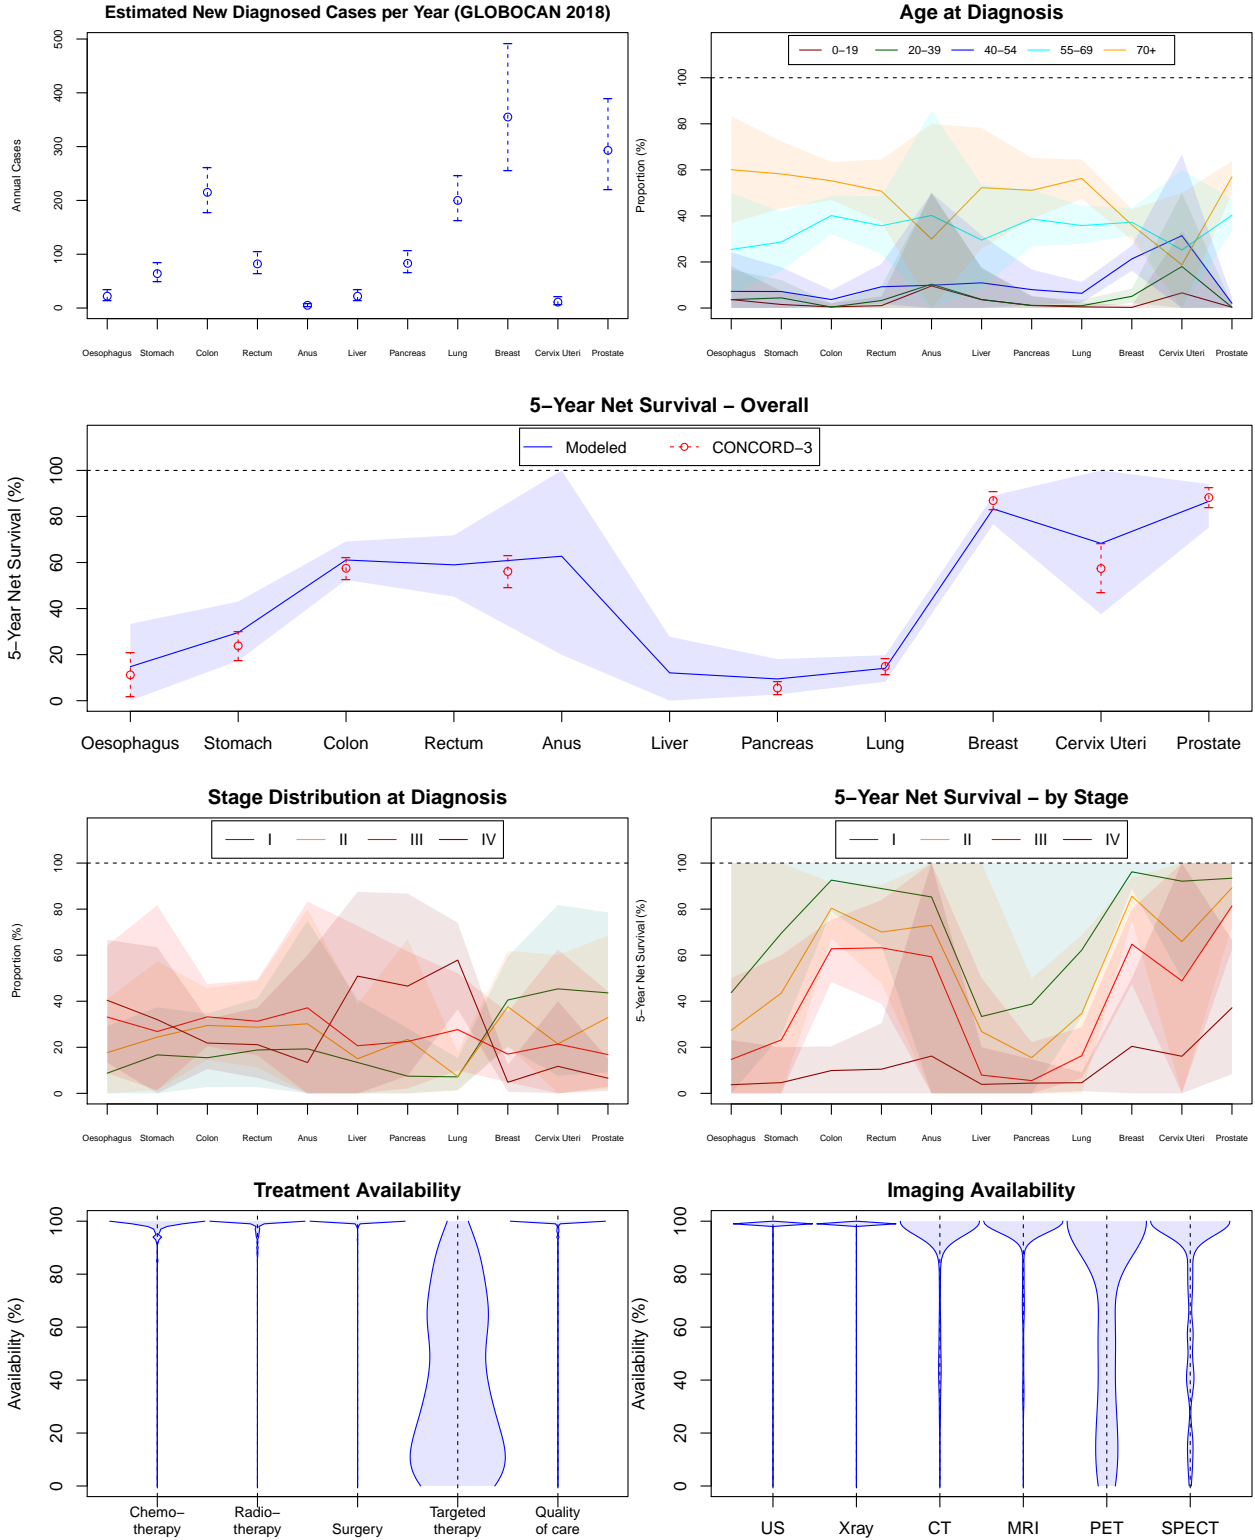 Estimated New Diagnosed Cases per Year (GLOBOCAN 2018)
Annual Cases
0
100
200
300
400
500
Oesophagus Stomach Colon Rectum Anus Liver Pancreas Lung Breast Cervix Uteri Prostate
Age at Diagnosis
0−19 20−39 40−54 55−69 70+
Proportion (%)
0
20
40
60
80
100
Oesophagus Stomach Colon Rectum Anus Liver Pancreas Lung Breast Cervix Uteri Prostate
5−Year Net Survival − Overall
Modeled CONCORD−3
5−Year Net Survival (%)
0
20
40
60
80
100
Oesophagus Stomach Colon Rectum Anus Liver Pancreas Lung Breast Cervix Uteri Prostate
Stage Distribution at Diagnosis
I II III IV
Proportion (%)
0
20
40
60
80
100
Oesophagus Stomach Colon Rectum Anus Liver Pancreas Lung Breast Cervix Uteri Prostate
5−Year Net Survival − by Stage
I II III IV
5−Year Net Survival (%)
0
20
40
60
80
100
Oesophagus Stomach Colon Rectum Anus Liver Pancreas Lung Breast Cervix Uteri Prostate
Treatment Availability
Availability (%)
0
20
40
60
80
100
Chemo−
therapy
Radio−
therapy
Surgery
Targeted
therapy
Quality
of care
Imaging Availability
Availability (%)
0
20
40
60
80
100
US Xray CT MRI PET SPECT